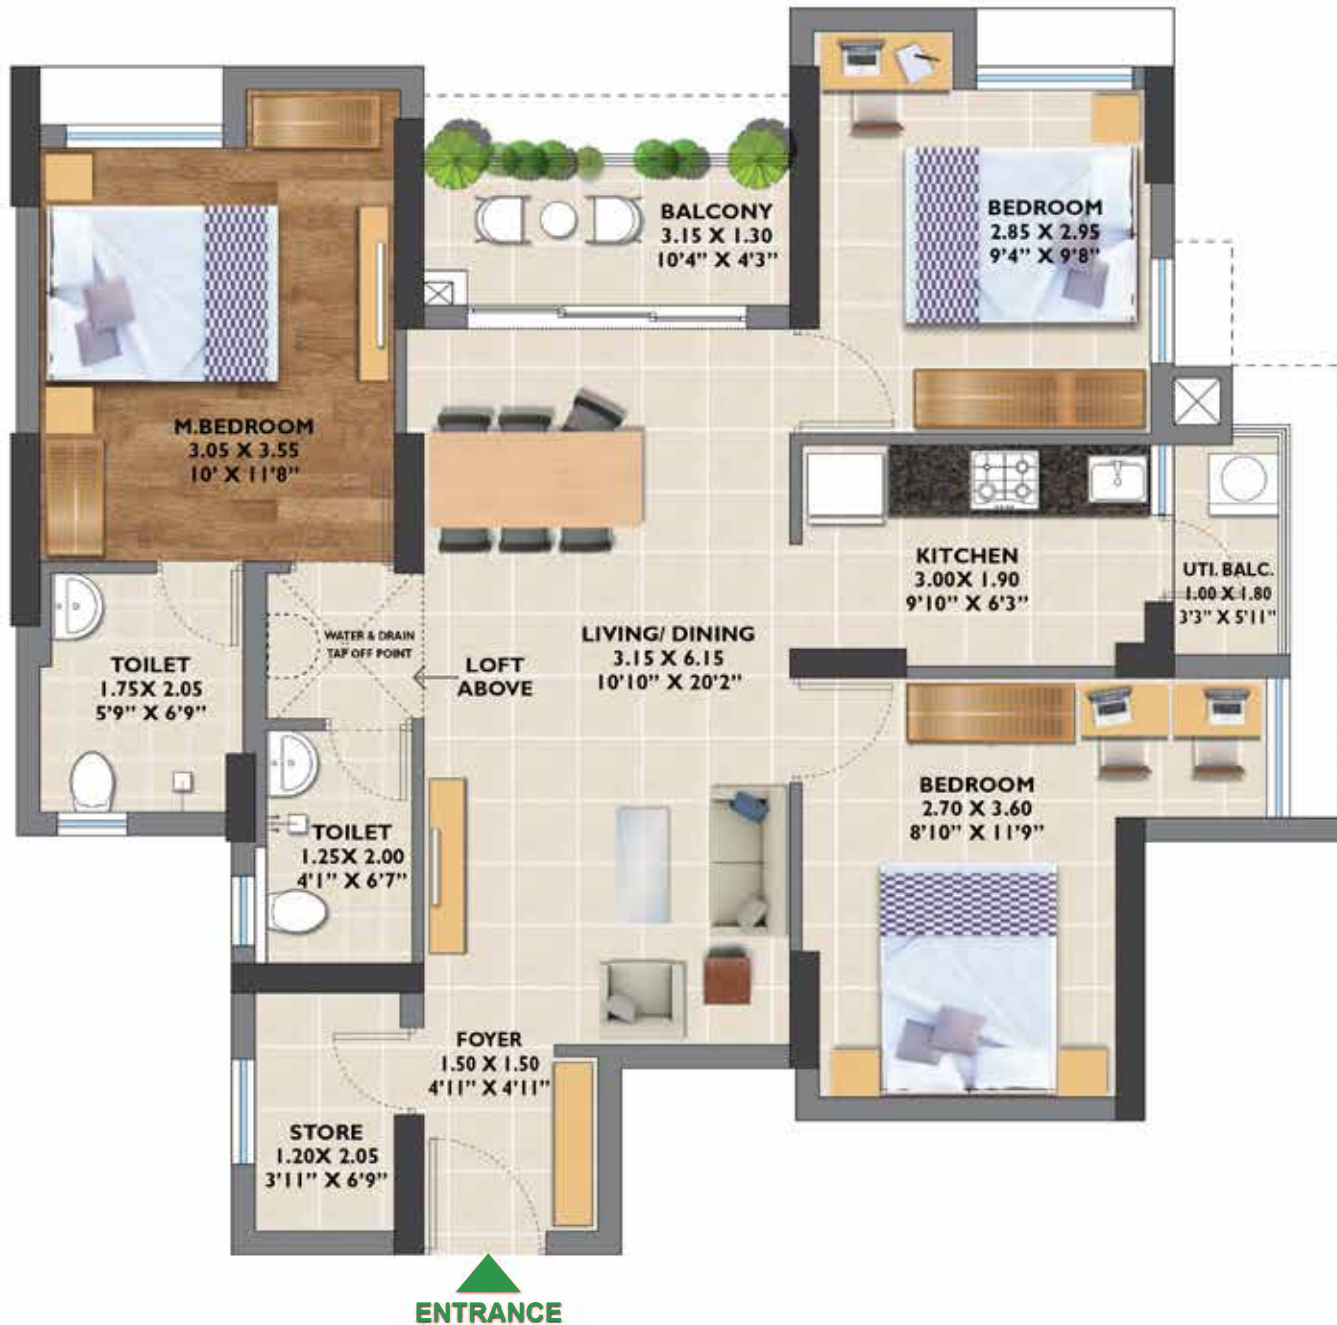 BALCONY
3.15 X 1.30
10'4" X 4'3"
BEDROOM
2.85 X 2.95
9'4" X 9'8"
M.BEDROOM
3.05 X 3.55
10' X 11'8"
KITCHEN
3.00X 1.90
9'10" X 6'3"
UTI. BALC.
1.00 X 1.80
3'3" X 5'11"
WATER & DRAIN
TAP OFF POINT
LIVING/ DINING
3.15 X 6.15
10'10" X 20'2"
TOILET
1.75X 2.05
5'9" X 6'9"
LOFT
ABOVE
BEDROOM
2.70 X 3.60
8'10" X 11'9"
TOILET
1.25X 2.00
4'1" X 6'7"
FOYER
1.50 X 1.50
4'11" X 4'11"
STORE
1.20X 2.05
3'11" X 6'9"
ENTRANCE